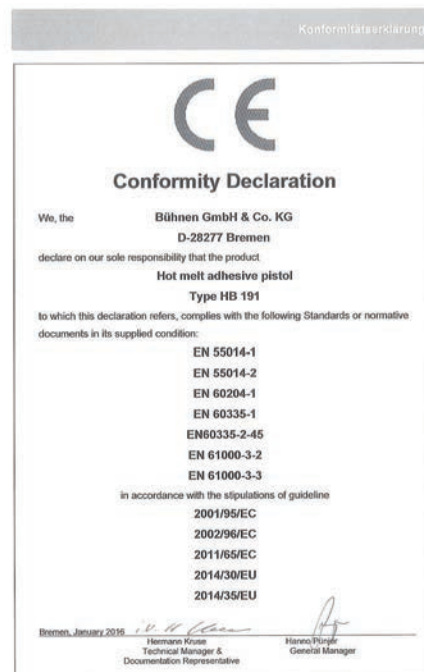 Konformitätserklärung
CE
Conformity Declaration
We, the Bühnen GmbH & Co. KG
D-28277 Bremen
declare on our sole responsibility that the product
Hot melt adhesive pistol
Type HB 191
to which this declaration refers, complies with the following Standards or normative
documents in its supplied condition:
EN 55014-1
EN 55014-2
EN 60204-1
EN 60335-1
EN60335-2-45
EN 61000-3-2
EN 61000-3-3
in accordance with the stipulations of guideline
2001/95/EC
2002/96/EC
2011/65/EC
2014/30/EU
2014/35/EU
Bremen, January 2016
Hermann Kruse Hanno Pünjer
Technical Manager & General Manager
Documentation Representative